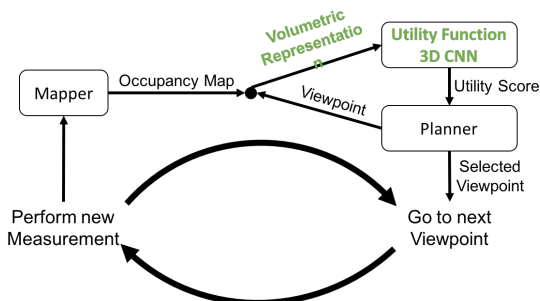 Volumetric
Representatio
n
Utility Function
3D CNN
Occupancy Map
Mapper
Viewpoint
Utility Score
Planner
Selected
Viewpoint
Perform new
Measurement
Go to next
Viewpoint